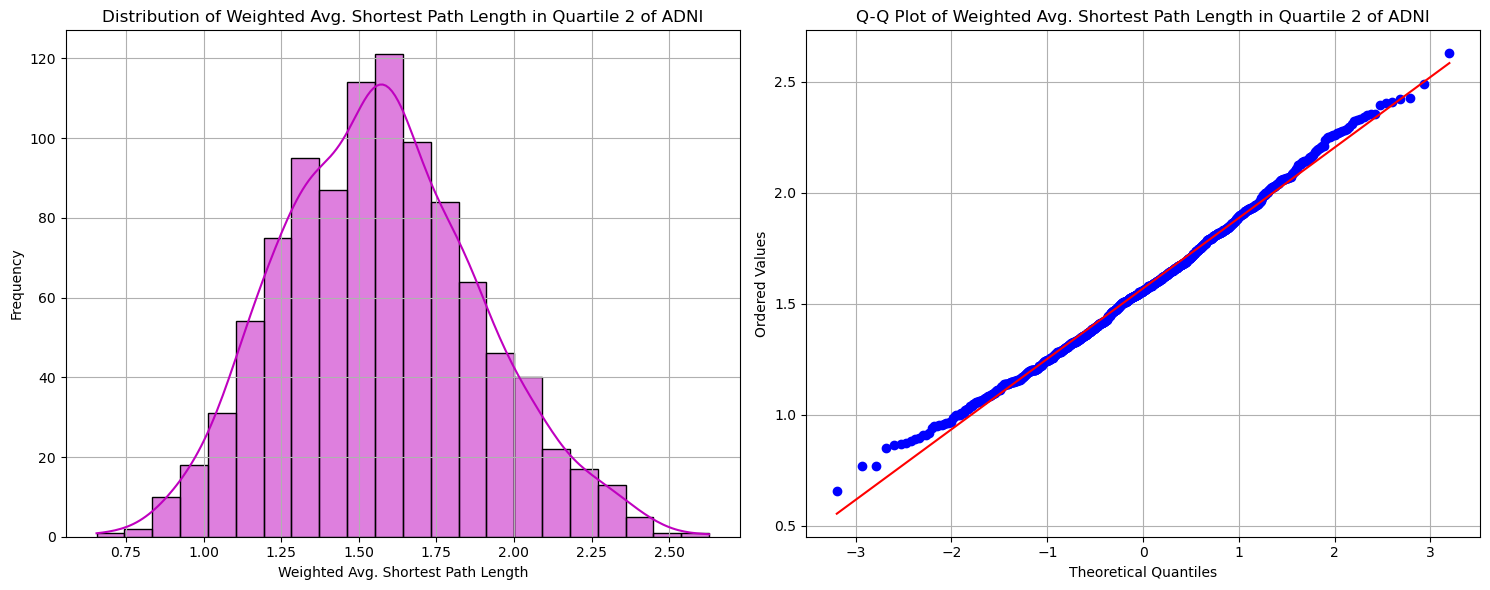 Distribution of Weighted Avg. Shortest Path Length in Quartile 2 of ADNI
120
100
80
60
40
20
0
Frequency
0.75 1.00 1.25 1.50 1.75 2.00 2.25 2.50
Weighted Avg. Shortest Path Length
Q-Q Plot of Weighted Avg. Shortest Path Length in Quartile 2 of ADNI
2.5
2.0
1.5
1.0
0.5
Ordered Values
−3 −2 −1 0 1 2 3
Theoretical Quantiles